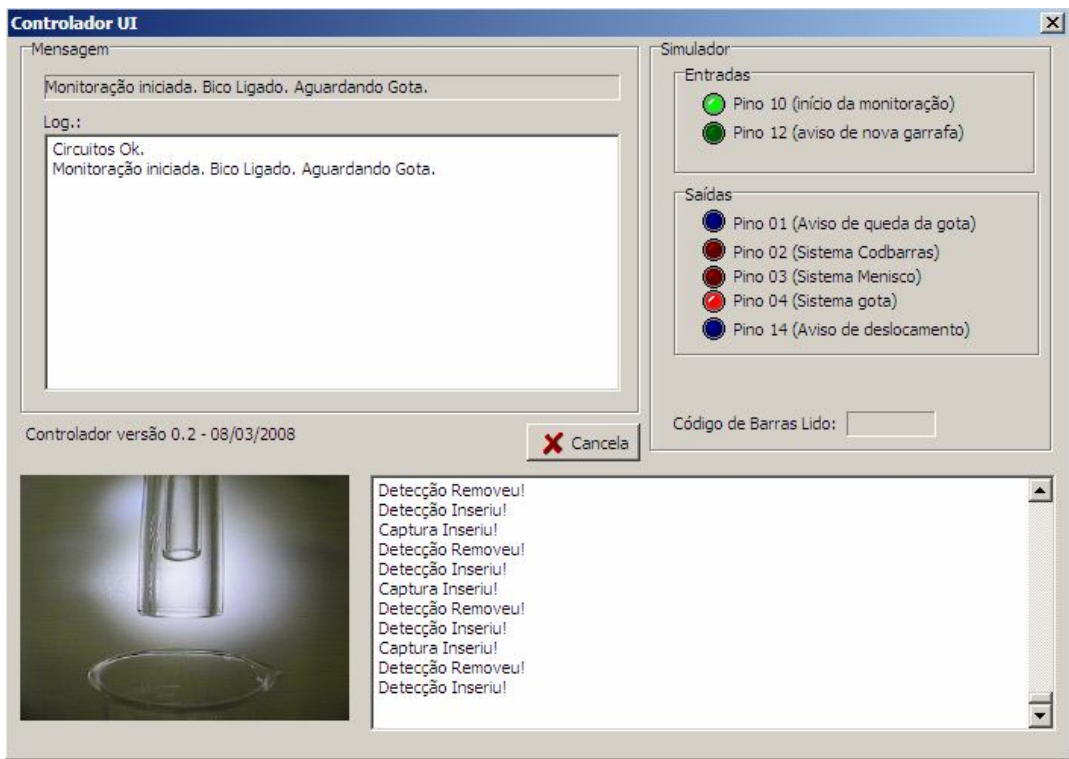 Controlador UI
Mensagem
Monitoração iniciada. Bico Ligado. Aguardando Gota.
Log.:
Circuitos Ok.
Monitoração iniciada. Bico Ligado. Aguardando Gota.
Simulador
Entradas
Pino 10 (início da monitoração)
Pino 12 (aviso de nova garrafa)
Saídas
Pino 01 (Aviso de queda da gota)
Pino 02 (Sistema Codbarras)
Pino 03 (Sistema Menisco)
Pino 04 (Sistema gota)
Pino 14 (Aviso de deslocamento)
Código de Barras Lido:
Controlador versão 0.2 - 08/03/2008
Cancela
Detecção Removeu!
Detecção Inseriu!
Captura Inseriu!
Detecção Removeu!
Detecção Inseriu!
Captura Inseriu!
Detecção Removeu!
Detecção Inseriu!
Captura Inseriu!
Detecção Removeu!
Detecção Inseriu!